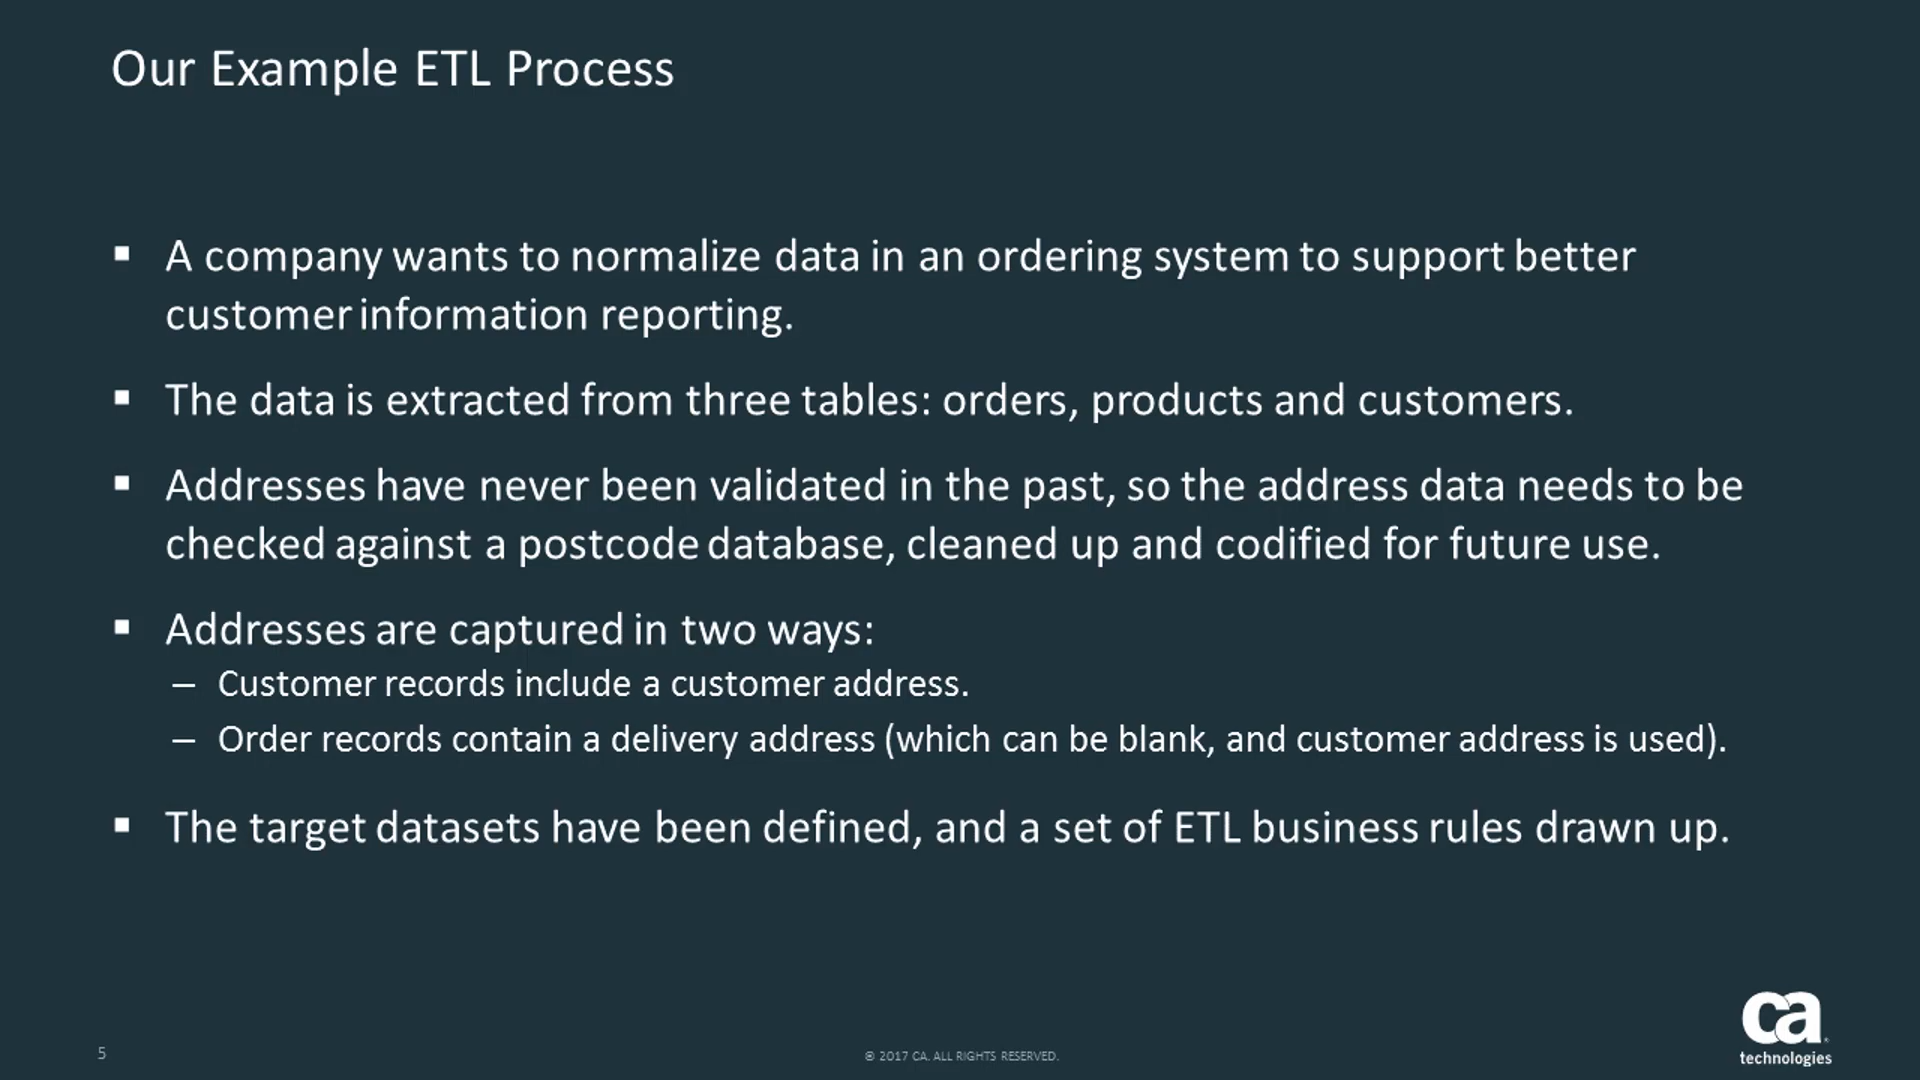 Our Example ETL Process
▪ A company wants to normalize data in an ordering system to support better
customer information reporting.
▪ The data is extracted from three tables: orders, products and customers.
▪ Addresses have never been validated in the past, so the address data needs to be
checked against a postcode database, cleaned up and codified for future use.
▪ Addresses are captured in two ways:
– Customer records include a customer address.
– Order records contain a delivery address (which can be blank, and customer address is used).
▪ The target datasets have been defined, and a set of ETL business rules drawn up.
5
© 2017 CA. ALL RIGHTS RESERVED.
ca
technologies